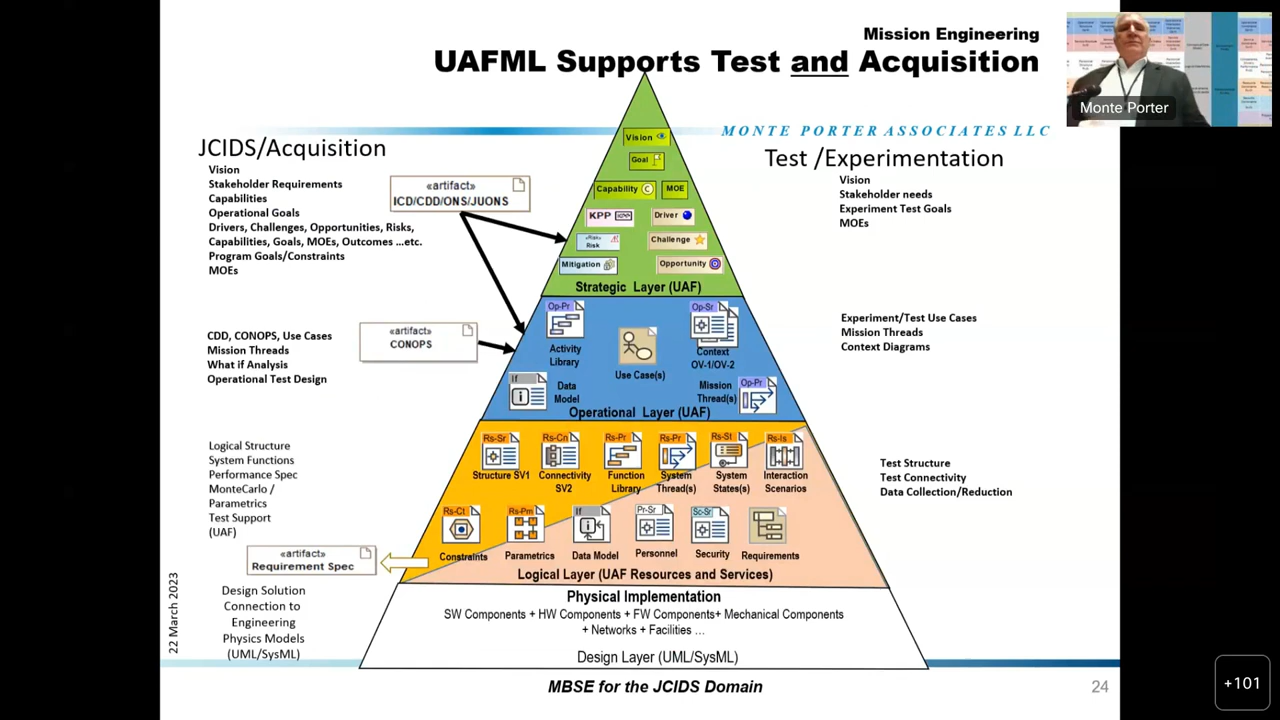 Mission Engineering
UAFML Supports Test and Acquisition
MONTE PORTER ASSOCIATES LLC
Monte Porter
JCIDS/Acquisition
Vision
Stakeholder Requirements
Capabilities
Operational Goals
Drivers, Challenges, Opportunities, Risks,
Capabilities, Goals, MOEs, Outcomes ...etc.
Program Goals/Constraints
MOEs
«artifact»
ICD/CDD/ONS/JUONS
CDD, CONOPS, Use Cases
Mission Threads
What if Analysis
Operational Test Design
«artifact»
CONOPS
Logical Structure
System Functions
Performance Spec
MonteCarlo /
Parametrics
Test Support
(UAF)
«artifact»
Requirement Spec
Design Solution
Connection to
Engineering
Physics Models
(UML/SysML)
22 March 2023
Vision
Goal
Capability C
MOE
KPP
Driver
«Risk»
Risk
Challenge
Mitigation
Opportunity
Strategic Layer (UAF)
Op-Pr
Activity
Library
Use Case(s)
Op-Sr
Context
OV-1/OV-2
If
Data
Model
Mission
Thread(s)
Op-Pr
Operational Layer (UAF)
Rs-Sr
Structure SV1
Rs-Cn
Connectivity
SV2
Rs-Pr
Function
Library
Rs-Pr
System
Thread(s)
Rs-St
System
States(s)
Rs-Is
Interaction
Scenarios
Rs-Ct
Constraints
Rs-Pm
Parametrics
If
Data Model
Pr-Sr
Personnel
Sc-Sr
Security
Requirements
Logical Layer (UAF Resources and Services)
Physical Implementation
SW Components + HW Components + FW Components+ Mechanical Components
+ Networks + Facilities ...
Design Layer (UML/SysML)
Test /Experimentation
Vision
Stakeholder needs
Experiment Test Goals
MOEs
Experiment/Test Use Cases
Mission Threads
Context Diagrams
Test Structure
Test Connectivity
Data Collection/Reduction
MBSE for the JCIDS Domain
24
+101